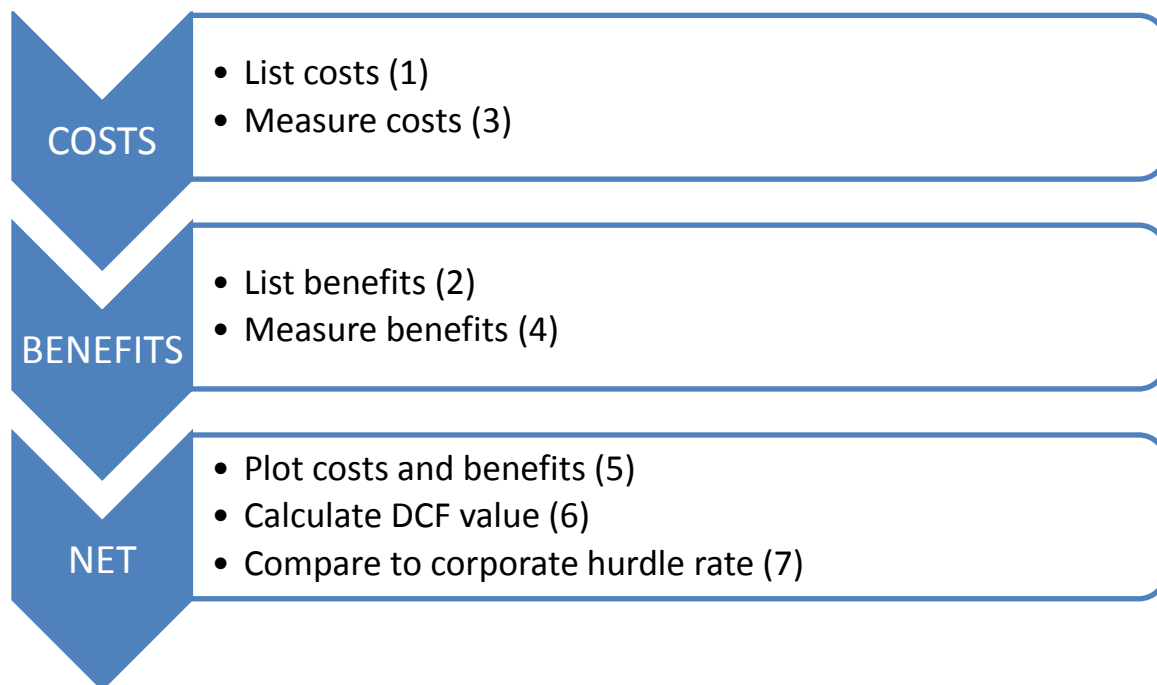 COSTS
• List costs (1)
• Measure costs (3)
BENEFITS
• List benefits (2)
• Measure benefits (4)
NET
• Plot costs and benefits (5)
• Calculate DCF value (6)
• Compare to corporate hurdle rate (7)